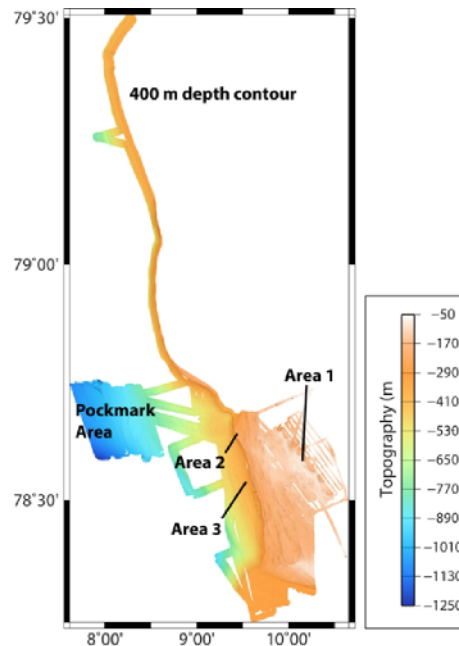 79°30'
400 m depth contour
79°00'
Area 1
Pockmark
Area
Area 2
78°30'
Area 3
8°00'
9°00'
10°00'
Topography (m
-50
-170
-290
-410
-530
-650
-770
-890
-1010
-1130
-1250